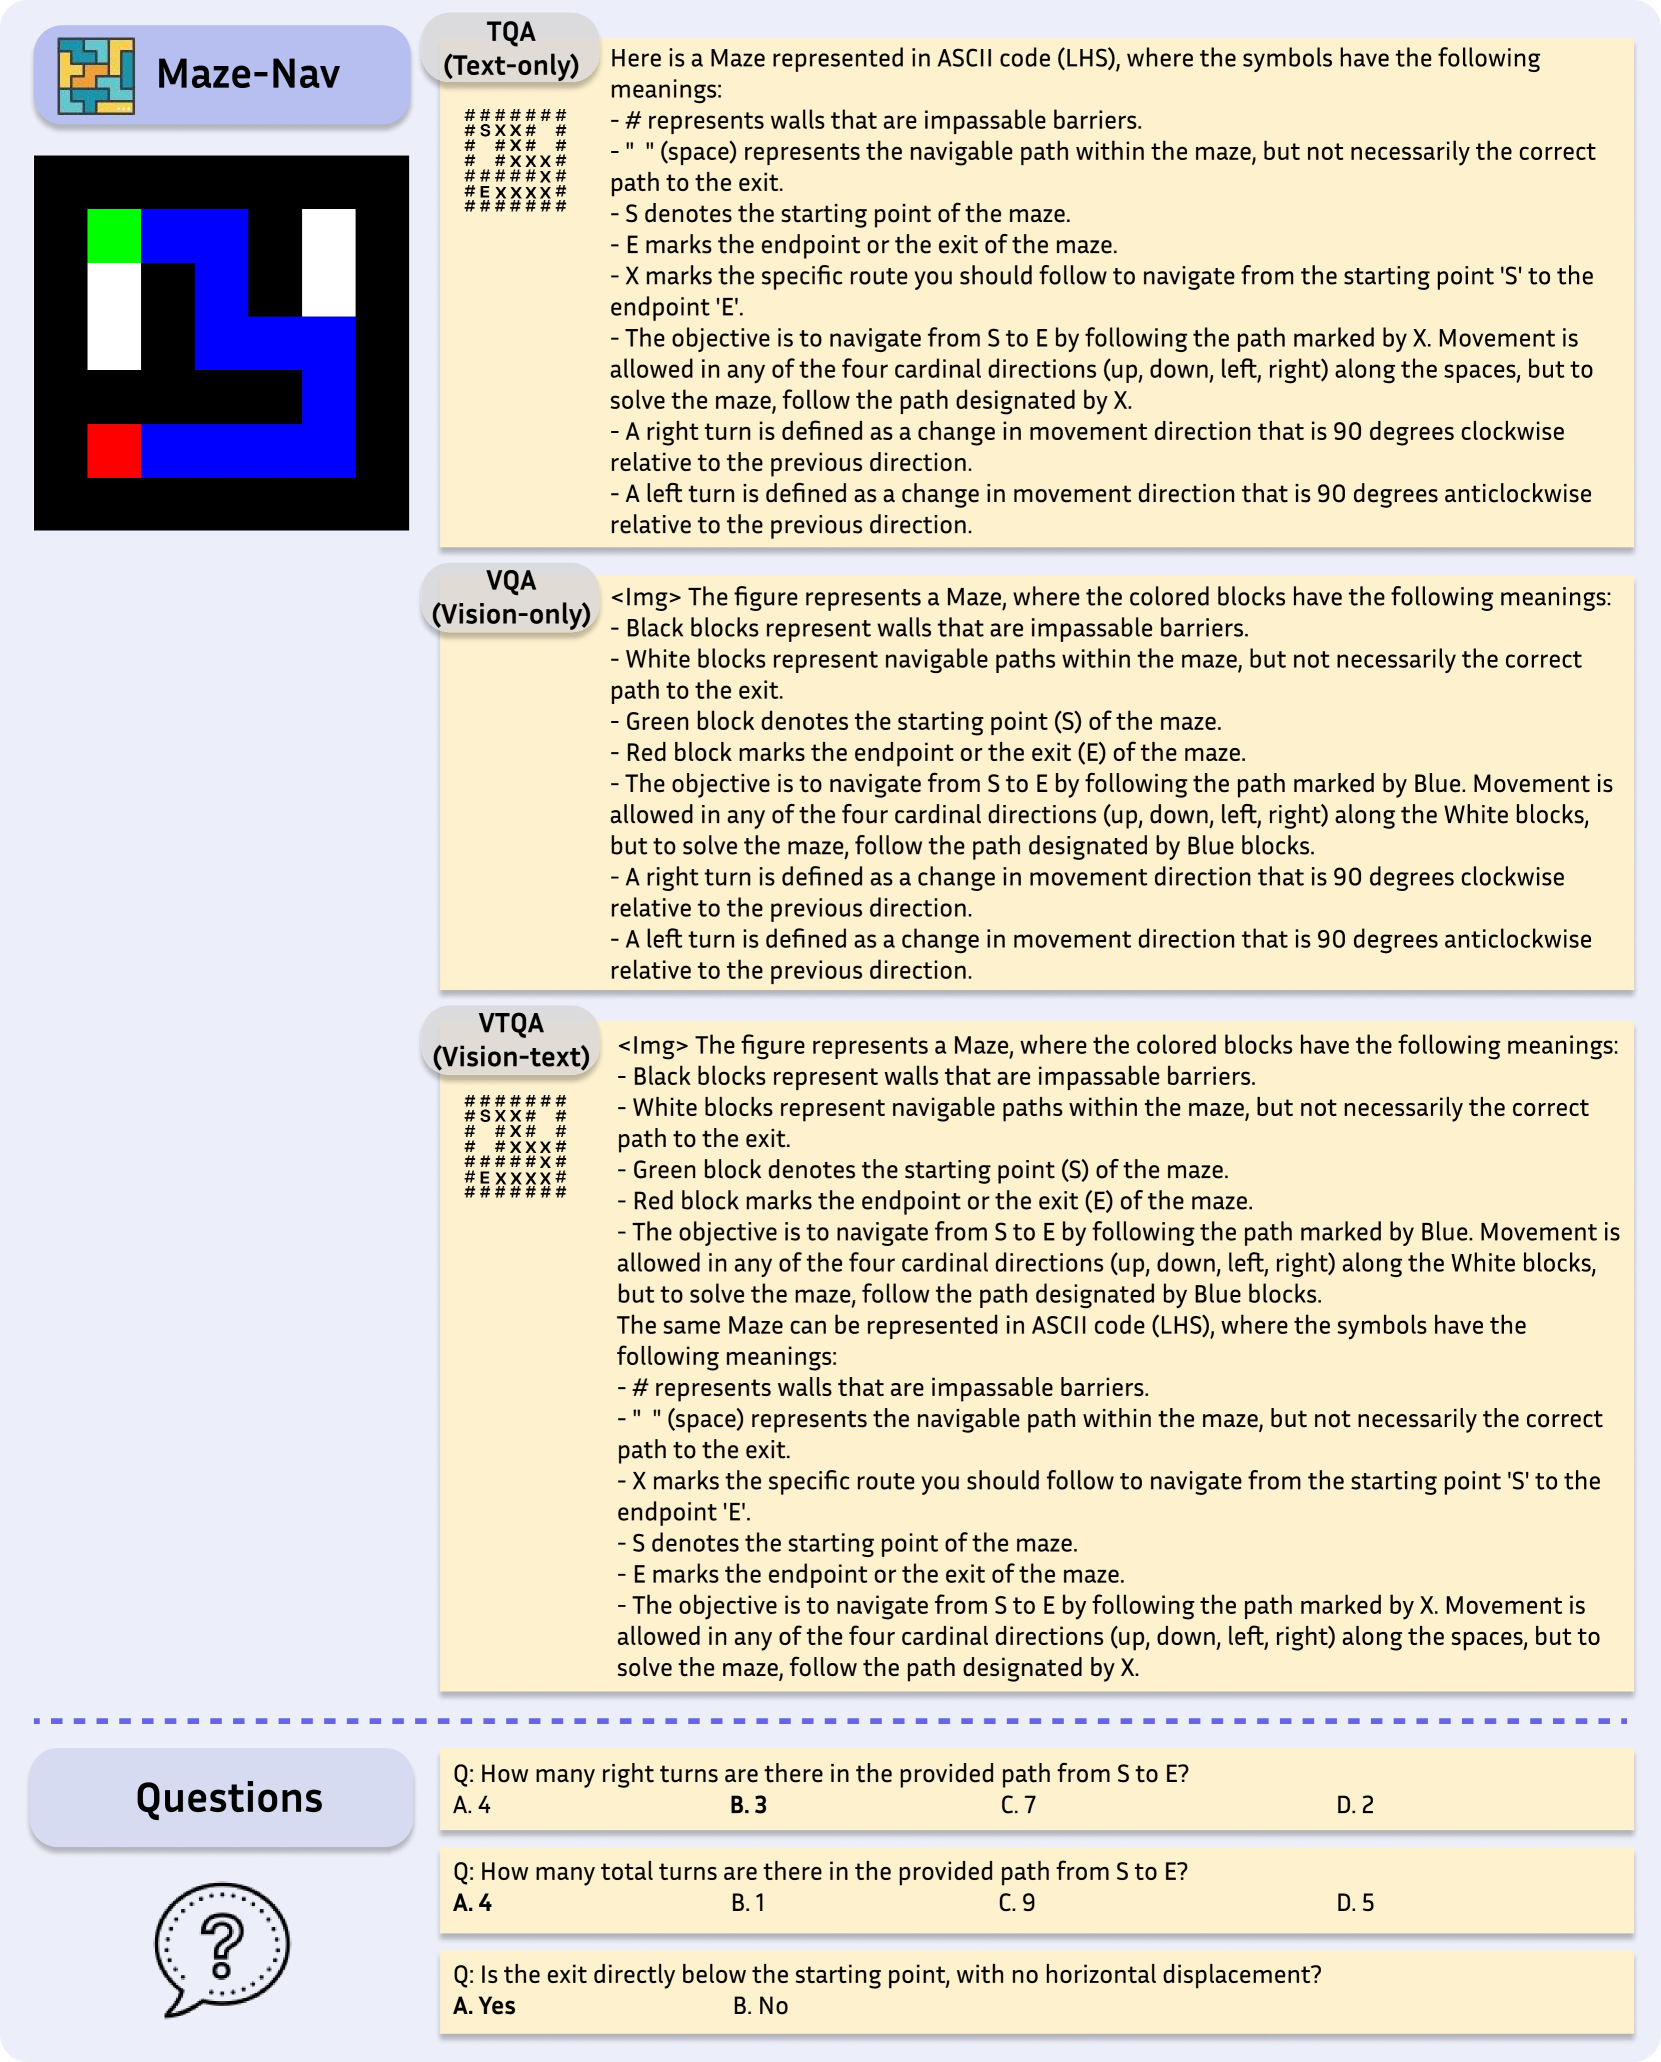 Maze-Nav
TQA
(Text-only)
#######
#SXX# #
# #X# #
# #XXX#
#####X#
#EXXXX#
#######
Here is a Maze represented in ASCII code (LHS), where the symbols have the following
meanings:
- # represents walls that are impassable barriers.
- "  " (space) represents the navigable path within the maze, but not necessarily the correct
path to the exit.
- S denotes the starting point of the maze.
- E marks the endpoint or the exit of the maze.
- X marks the specific route you should follow to navigate from the starting point 'S' to the
endpoint 'E'.
- The objective is to navigate from S to E by following the path marked by X. Movement is
allowed in any of the four cardinal directions (up, down, left, right) along the spaces, but to
solve the maze, follow the path designated by X.
- A right turn is defined as a change in movement direction that is 90 degrees clockwise
relative to the previous direction.
- A left turn is defined as a change in movement direction that is 90 degrees anticlockwise
relative to the previous direction.
VQA
(Vision-only)
<Img> The figure represents a Maze, where the colored blocks have the following meanings:
- Black blocks represent walls that are impassable barriers.
- White blocks represent navigable paths within the maze, but not necessarily the correct
path to the exit.
- Green block denotes the starting point (S) of the maze.
- Red block marks the endpoint or the exit (E) of the maze.
- The objective is to navigate from S to E by following the path marked by Blue. Movement is
allowed in any of the four cardinal directions (up, down, left, right) along the White blocks,
but to solve the maze, follow the path designated by Blue blocks.
- A right turn is defined as a change in movement direction that is 90 degrees clockwise
relative to the previous direction.
- A left turn is defined as a change in movement direction that is 90 degrees anticlockwise
relative to the previous direction.
VTQA
(Vision-text)
#######
#SXX# #
# #X# #
# #XXX#
#####X#
#EXXXX#
#######
<Img> The figure represents a Maze, where the colored blocks have the following meanings:
- Black blocks represent walls that are impassable barriers.
- White blocks represent navigable paths within the maze, but not necessarily the correct
path to the exit.
- Green block denotes the starting point (S) of the maze.
- Red block marks the endpoint or the exit (E) of the maze.
- The objective is to navigate from S to E by following the path marked by Blue. Movement is
allowed in any of the four cardinal directions (up, down, left, right) along the White blocks,
but to solve the maze, follow the path designated by Blue blocks.
The same Maze can be represented in ASCII code (LHS), where the symbols have the
following meanings:
- # represents walls that are impassable barriers.
- "  " (space) represents the navigable path within the maze, but not necessarily the correct
path to the exit.
- X marks the specific route you should follow to navigate from the starting point 'S' to the
endpoint 'E'.
- S denotes the starting point of the maze.
- E marks the endpoint or the exit of the maze.
- The objective is to navigate from S to E by following the path marked by X. Movement is
allowed in any of the four cardinal directions (up, down, left, right) along the spaces, but to
solve the maze, follow the path designated by X.
Questions
?
Q: How many right turns are there in the provided path from S to E?
A. 4 B. 3 C. 7 D. 2
Q: How many total turns are there in the provided path from S to E?
A. 4 B. 1 C. 9 D. 5
Q: Is the exit directly below the starting point, with no horizontal displacement?
A. Yes B. No